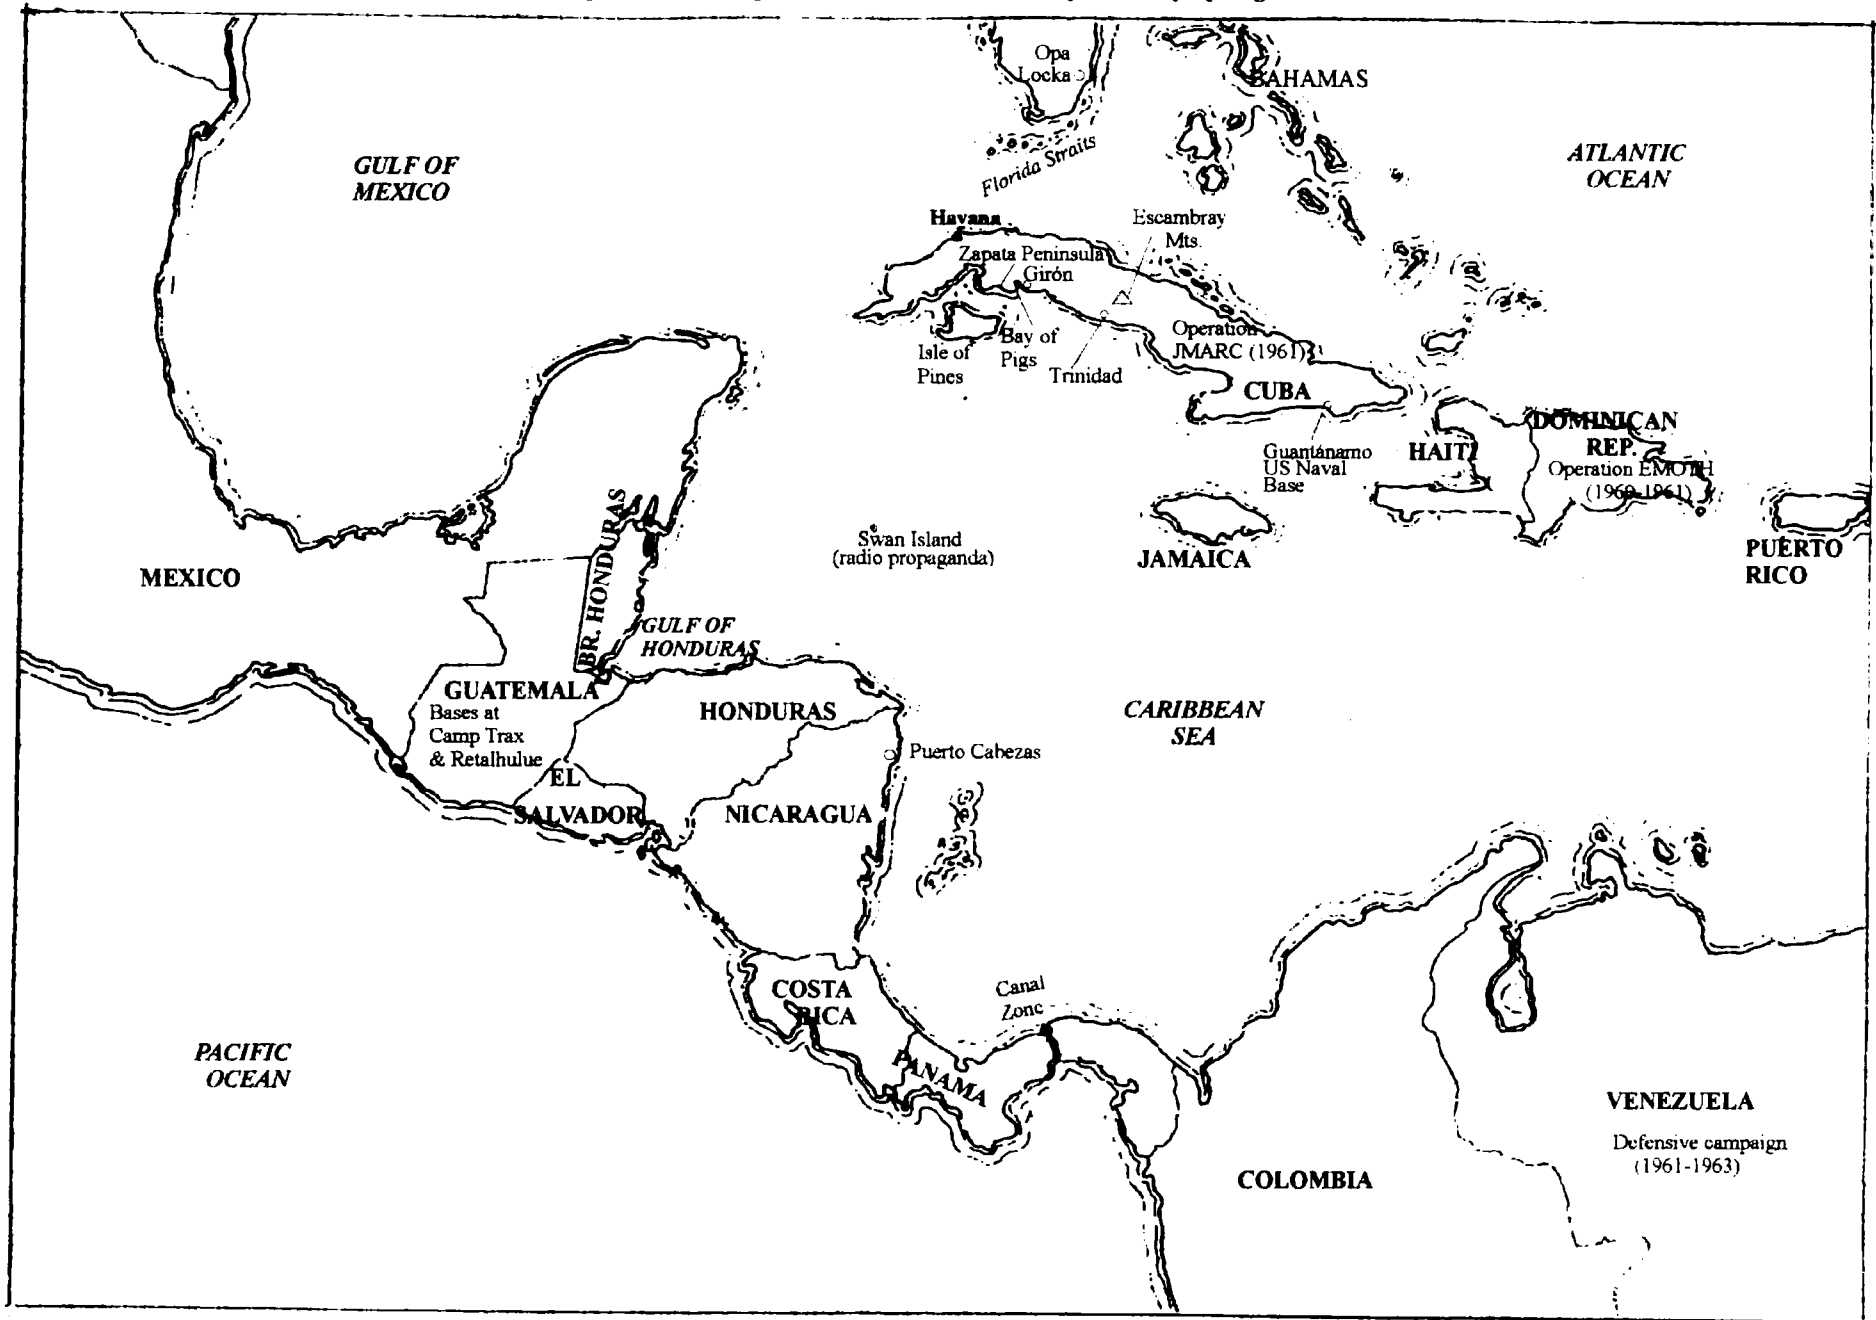 Opa
Locka
BAHAMAS
GULF OF
MEXICO
Florida Straits
ATLANTIC
OCEAN
Havana
Escambray
Mts.
Zapata Peninsula
Girón
Operation
JMARC (1961)
Isle of
Pines
Bay of
Pigs
Trinidad
CUBA
Guantánamo
US Naval
Base
HAITI
DOMINICAN
REP.
Operation EMOTH
(1960-1961)
Swan Island
(radio propaganda)
JAMAICA
PUERTO
RICO
MEXICO
BR. HONDURAS
GULF OF
HONDURAS
GUATEMALA
Bases at
Camp Trax
& Retalhulue
HONDURAS
CARIBBEAN
SEA
Puerto Cabezas
EL
SALVADOR
NICARAGUA
COSTA
RICA
Canal
Zone
PANAMA
PACIFIC
OCEAN
VENEZUELA
Defensive campaign
(1961-1963)
COLOMBIA